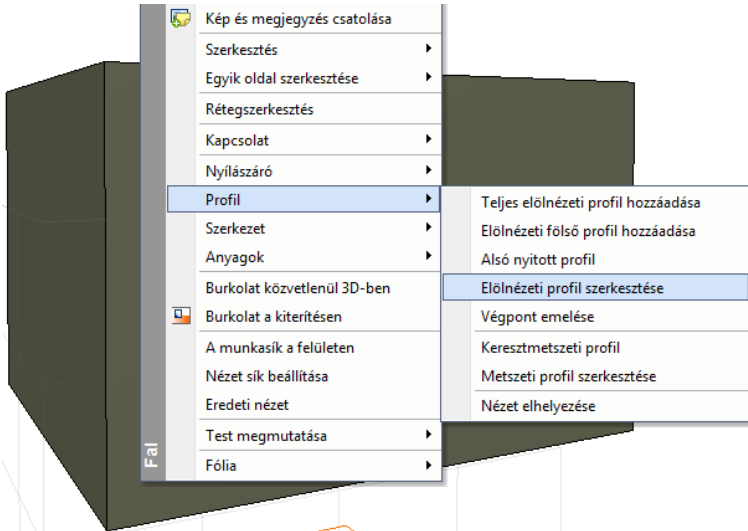 Kép és megjegyzés csatolása
Szerkesztés
Egyik oldal szerkesztése
Rétegszerkesztés
Kapcsolat
Nyílászáró
Profil
Szerkezet
Anyagok
Burkolat közvetlenül 3D-ben
Burkolat a kiterítésen
A munkasík a felületen
Nézet sík beállítása
Eredeti nézet
Test megmutatása
Fólia
Fal
Teljes elölnézeti profil hozzáadása
Elölnézeti fölső profil hozzáadása
Alsó nyitott profil
Elölnézeti profil szerkesztése
Végpont emelése
Keresztmetszeti profil
Metszeti profil szerkesztése
Nézet elhelyezése